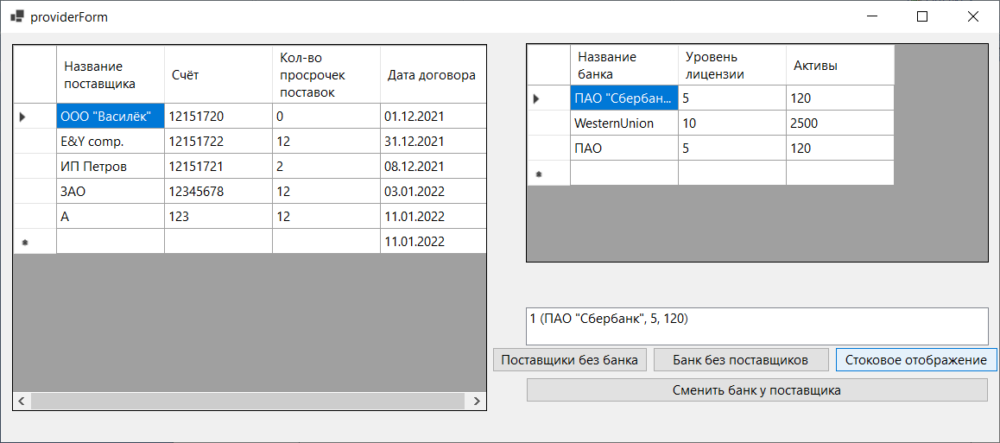 providerForm
Название поставщика Счёт Кол-во просрочек поставок Дата договора
ООО "Василёк" 12151720 0 01.12.2021
E&Y comp. 12151722 12 31.12.2021
ИП Петров 12151721 2 08.12.2021
ЗАО 12345678 12 03.01.2022
А 123 12 11.01.2022
11.01.2022
Название банка Уровень лицензии Активы
ПАО "Сбербан... 5 120
WesternUnion 10 2500
ПАО 5 120
1 (ПАО "Сбербанк", 5, 120)
Поставщики без банка Банк без поставщиков Стоковое отображение
Сменить банк у поставщика